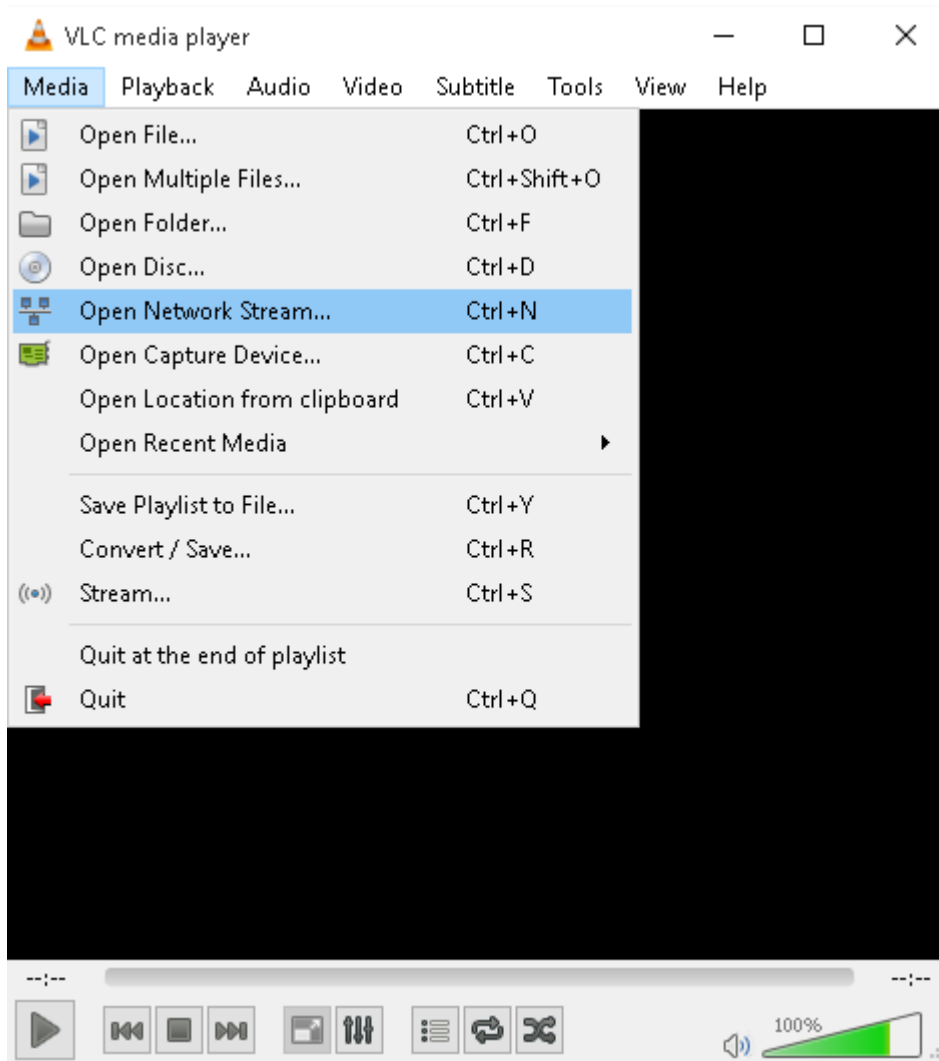 VLC media player
Media Playback Audio Video Subtitle Tools View Help
Open File... Ctrl+O
Open Multiple Files... Ctrl+Shift+O
Open Folder... Ctrl+F
Open Disc... Ctrl+D
Open Network Stream... Ctrl+N
Open Capture Device... Ctrl+C
Open Location from clipboard Ctrl+V
Open Recent Media
Save Playlist to File... Ctrl+Y
Convert / Save... Ctrl+R
Stream... Ctrl+S
Quit at the end of playlist
Quit Ctrl+Q
--:-- --:--
100%